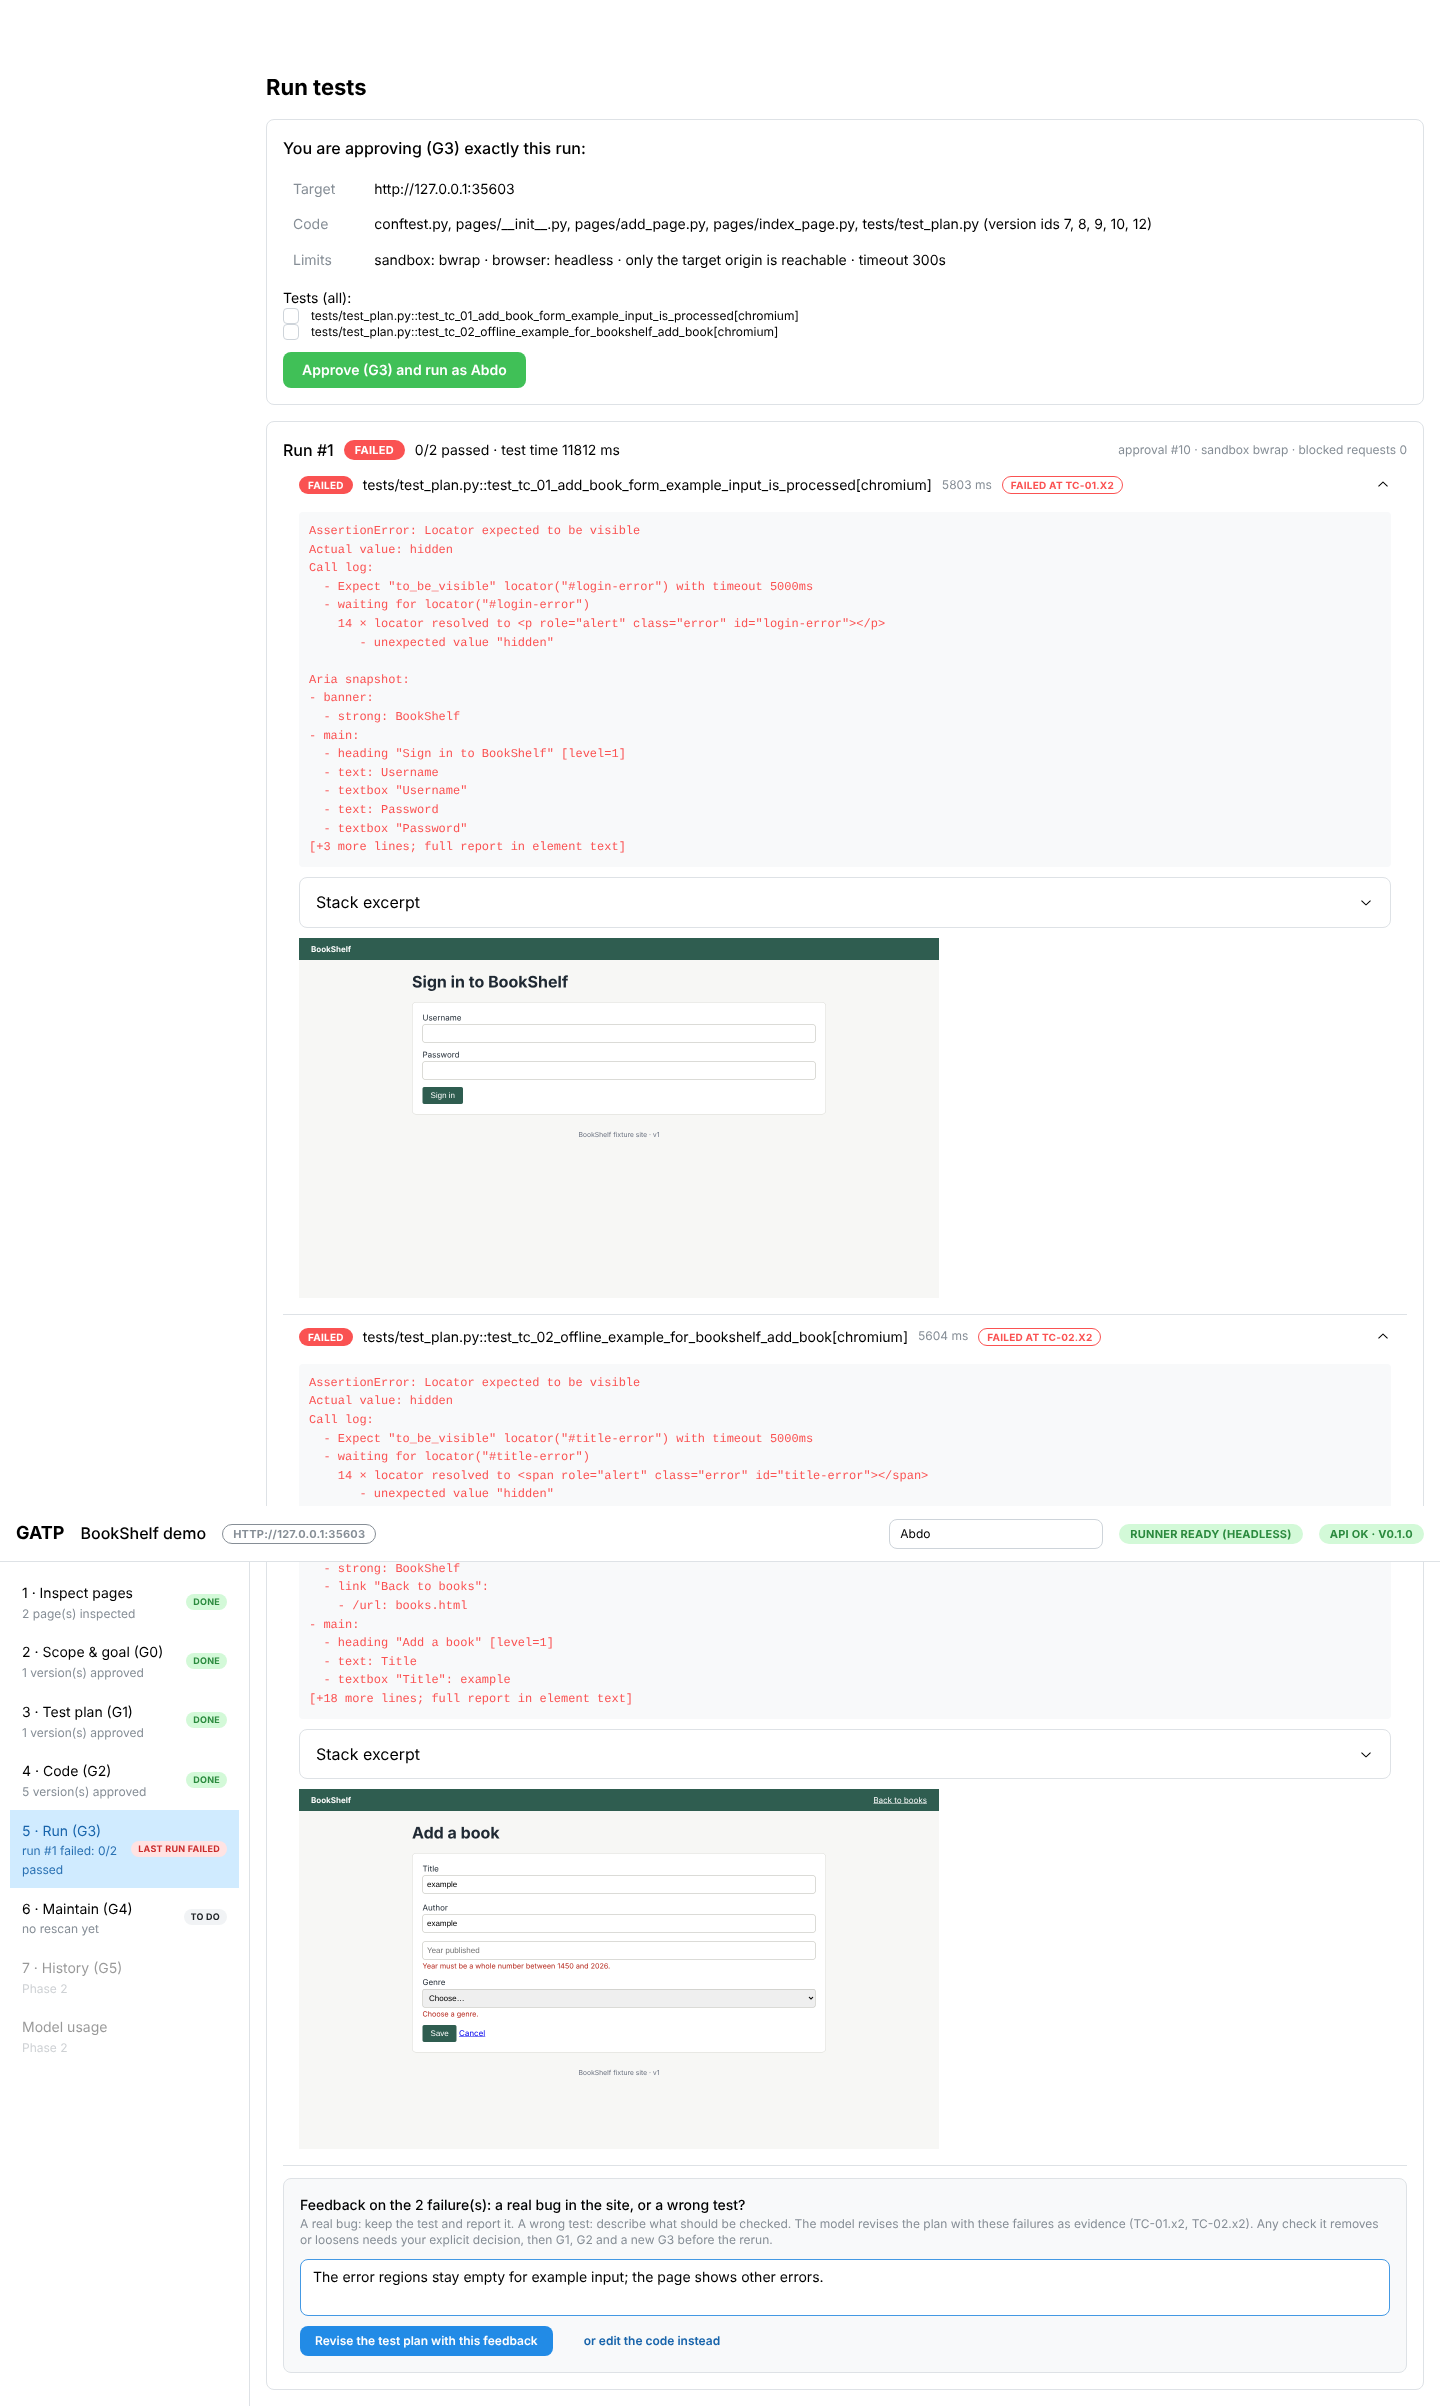 Run tests
You are approving (G3) exactly this run:
Target http://127.0.0.1:35603
Code conftest.py, pages/__init__.py, pages/add_page.py, pages/index_page.py, tests/test_plan.py (version ids 7, 8, 9, 10, 12)
Limits sandbox: bwrap · browser: headless · only the target origin is reachable · timeout 300s
Tests (all):
tests/test_plan.py::test_tc_01_add_book_form_example_input_is_processed[chromium]
tests/test_plan.py::test_tc_02_offline_example_for_bookshelf_add_book[chromium]
Approve (G3) and run as Abdo
Run #1 FAILED 0/2 passed · test time 11812 ms approval #10 · sandbox bwrap · blocked requests 0
FAILED tests/test_plan.py::test_tc_01_add_book_form_example_input_is_processed[chromium] 5803 ms FAILED AT TC-01.X2
AssertionError: Locator expected to be visible
Actual value: hidden
Call log:
- Expect "to_be_visible" locator("#login-error") with timeout 5000ms
- waiting for locator("#login-error")
14 × locator resolved to <p role="alert" class="error" id="login-error"></p>
- unexpected value "hidden"
Aria snapshot:
- banner:
- strong: BookShelf
- main:
- heading "Sign in to BookShelf" [level=1]
- text: Username
- textbox "Username"
- text: Password
- textbox "Password"
[+3 more lines; full report in element text]
Stack excerpt
BookShelf
Sign in to BookShelf
Username
Password
Sign in
BookShelf fixture site · v1
FAILED tests/test_plan.py::test_tc_02_offline_example_for_bookshelf_add_book[chromium] 5604 ms FAILED AT TC-02.X2
AssertionError: Locator expected to be visible
Actual value: hidden
Call log:
- Expect "to_be_visible" locator("#title-error") with timeout 5000ms
- waiting for locator("#title-error")
14 × locator resolved to <span role="alert" class="error" id="title-error"></span>
- unexpected value "hidden"
GATP BookShelf demo HTTP://127.0.0.1:35603 Abdo RUNNER READY (HEADLESS) API OK · V0.1.0
1 · Inspect pages
2 page(s) inspected
DONE
2 · Scope & goal (G0)
1 version(s) approved
DONE
3 · Test plan (G1)
1 version(s) approved
DONE
4 · Code (G2)
5 version(s) approved
DONE
5 · Run (G3)
run #1 failed: 0/2
passed
LAST RUN FAILED
6 · Maintain (G4)
no rescan yet
TO DO
7 · History (G5)
Phase 2
Model usage
Phase 2
- strong: BookShelf
- link "Back to books":
- /url: books.html
- main:
- heading "Add a book" [level=1]
- text: Title
- textbox "Title": example
[+18 more lines; full report in element text]
Stack excerpt
BookShelf Back to books
Add a book
Title
example
Author
example
Year published
Year must be a whole number between 1450 and 2026.
Genre
Choose...
Choose a genre.
Save Cancel
BookShelf fixture site · v1
Feedback on the 2 failure(s): a real bug in the site, or a wrong test?
A real bug: keep the test and report it. A wrong test: describe what should be checked. The model revises the plan with these failures as evidence (TC-01.x2, TC-02.x2). Any check it removes
or loosens needs your explicit decision, then G1, G2 and a new G3 before the rerun.
The error regions stay empty for example input; the page shows other errors.
Revise the test plan with this feedback or edit the code instead